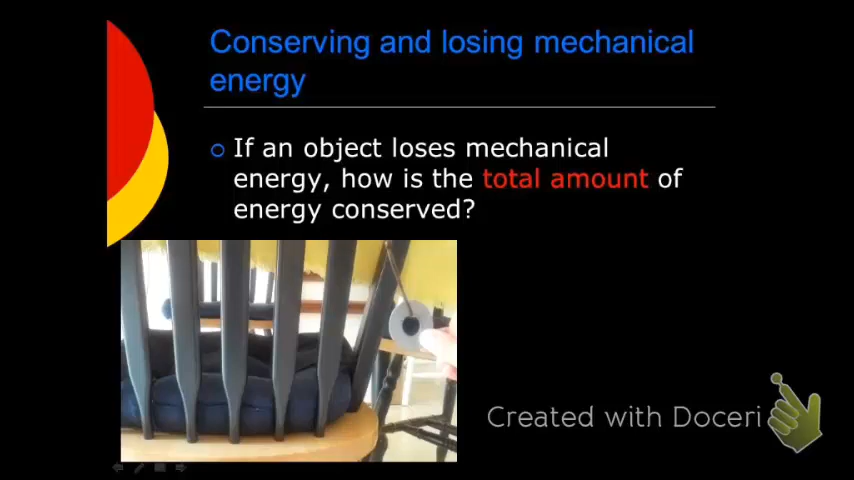 Conserving and losing mechanical
energy
If an object loses mechanical
energy, how is the total amount of
energy conserved?
Created with Doceri